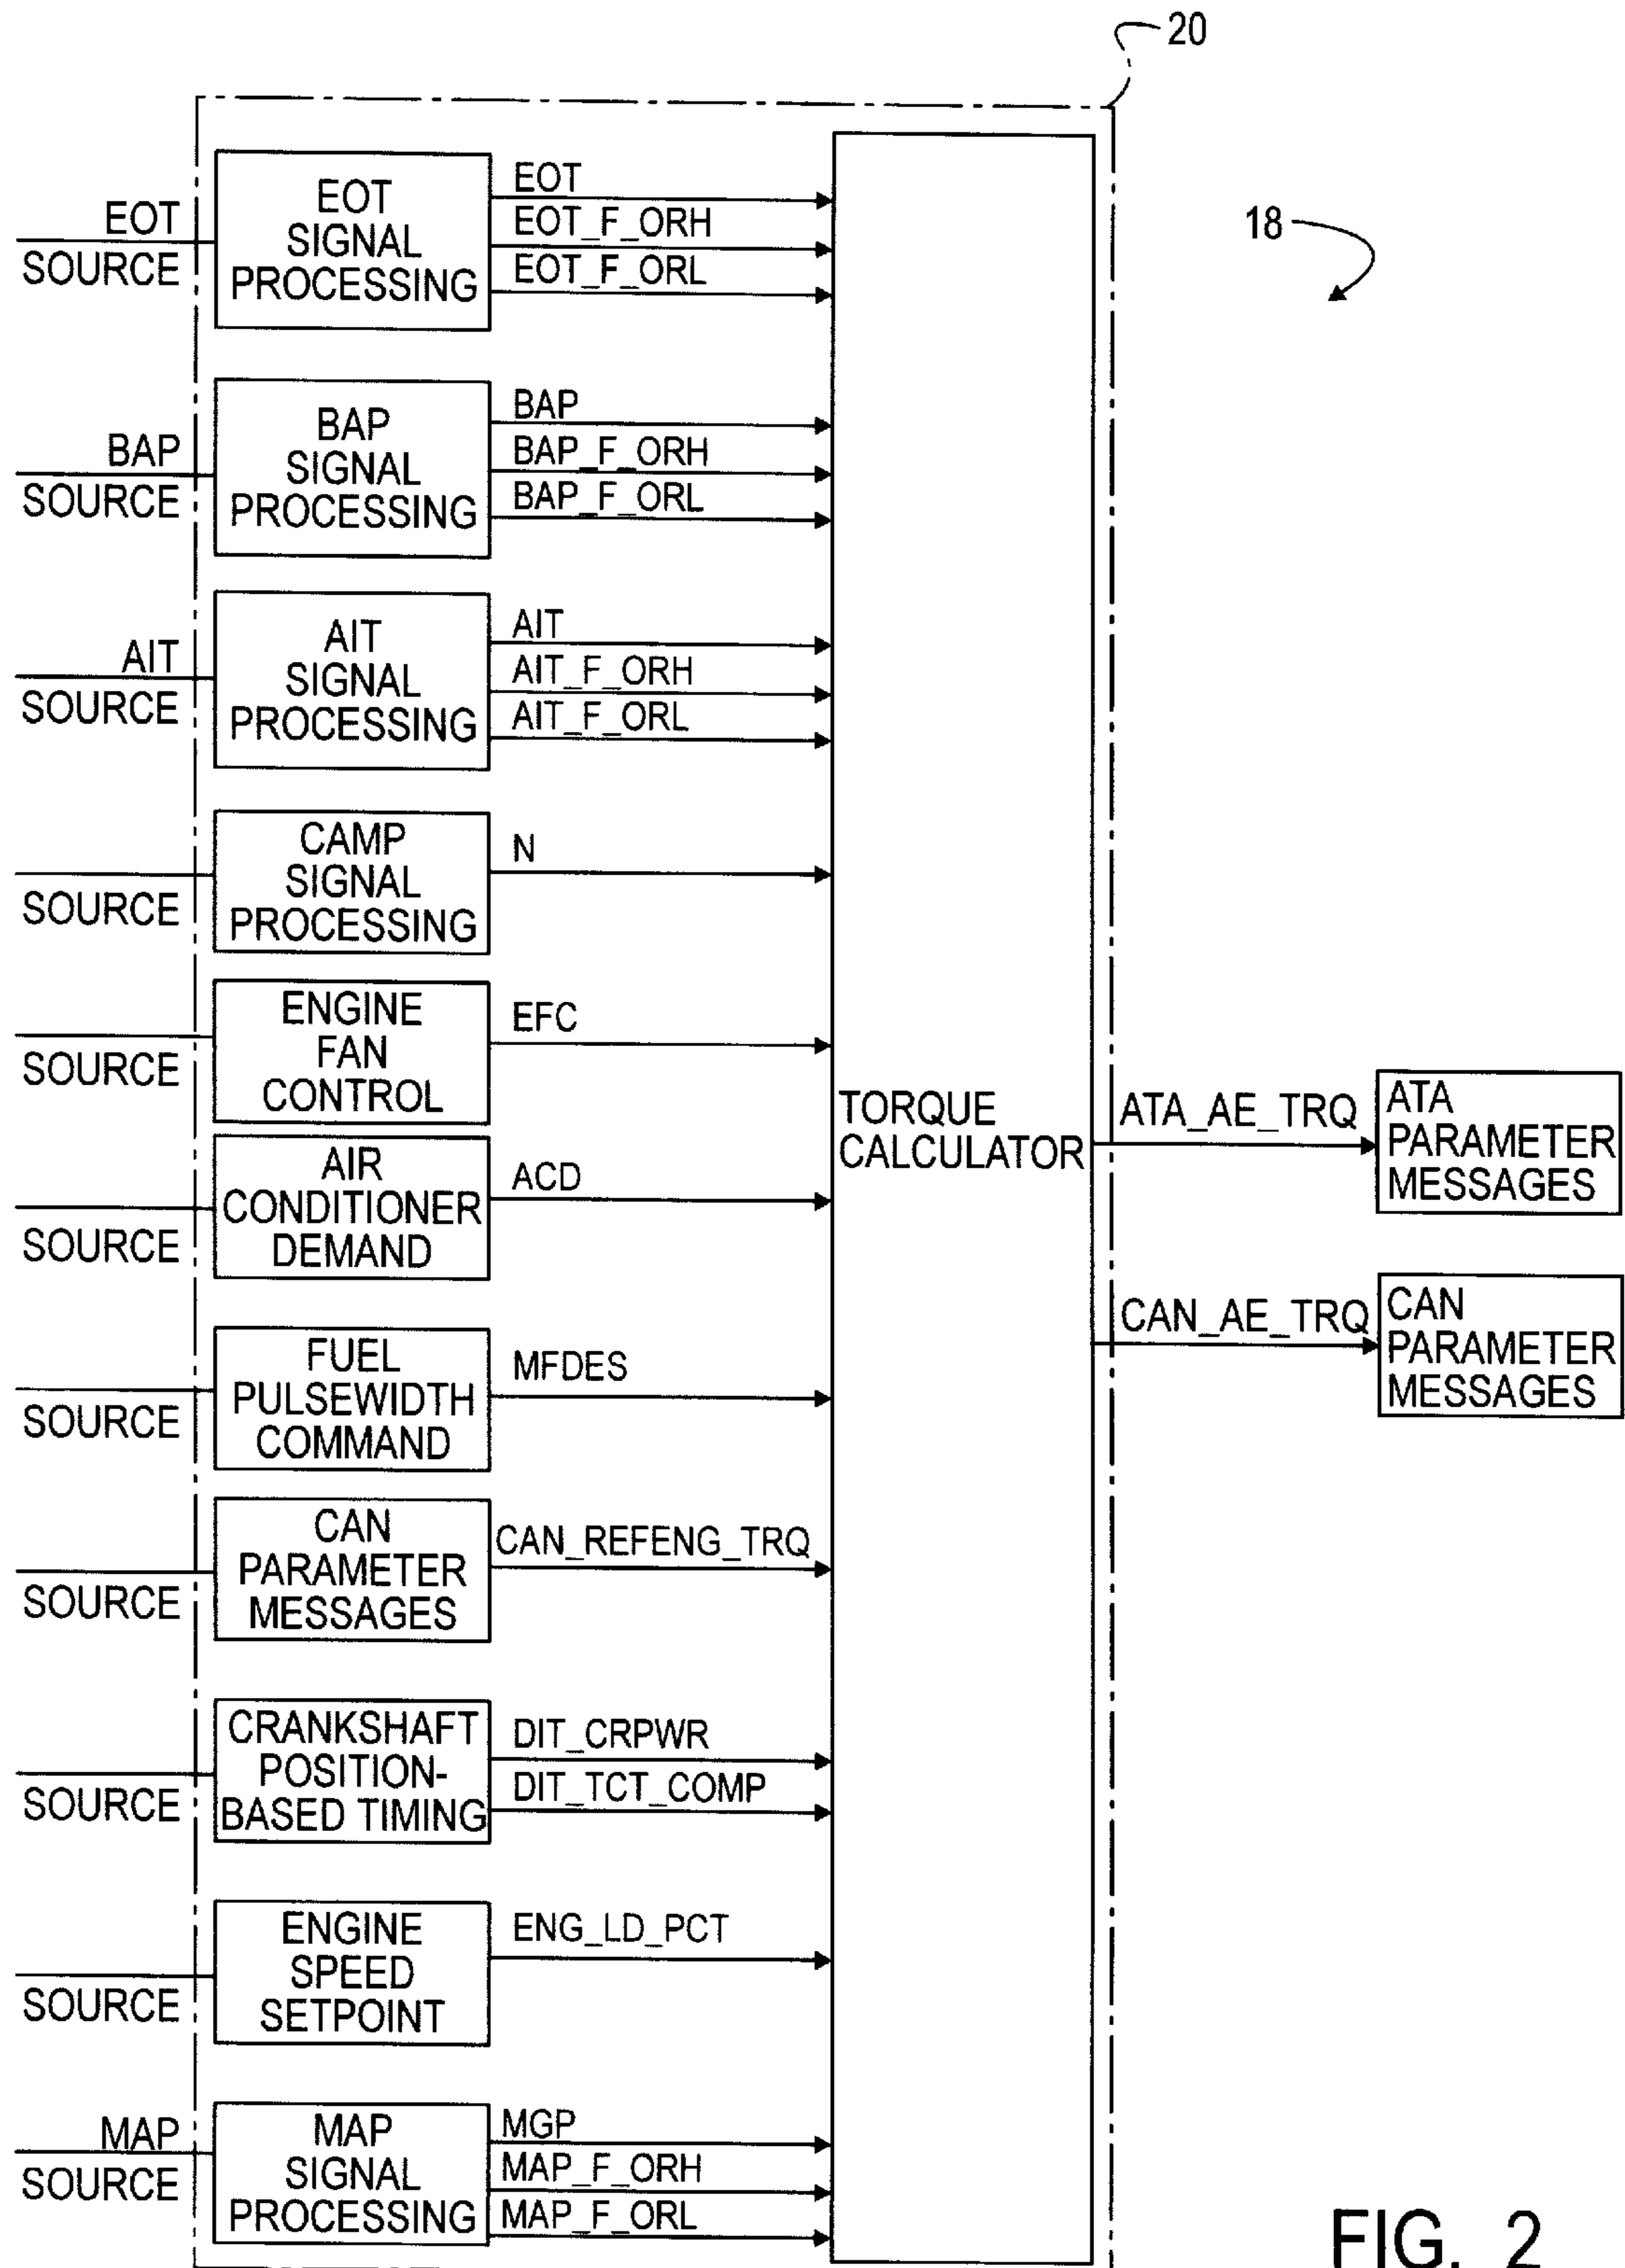 20
18
EOT
SOURCE
EOT
SIGNAL
PROCESSING
EOT
EOT_F_ORH
EOT_F_ORL
BAP
SOURCE
BAP
SIGNAL
PROCESSING
BAP
BAP_F_ORH
BAP_F_ORL
AIT
SOURCE
AIT
SIGNAL
PROCESSING
AIT
AIT_F_ORH
AIT_F_ORL
SOURCE
CAMP
SIGNAL
PROCESSING
N
SOURCE
ENGINE
FAN
CONTROL
EFC
SOURCE
AIR
CONDITIONER
DEMAND
ACD
SOURCE
FUEL
PULSEWIDTH
COMMAND
MFDES
SOURCE
CAN
PARAMETER
MESSAGES
CAN_REFENG_TRQ
SOURCE
CRANKSHAFT
POSITION-
BASED TIMING
DIT_CRPWR
DIT_TCT_COMP
SOURCE
ENGINE
SPEED
SETPOINT
ENG_LD_PCT
MAP
SOURCE
MAP
SIGNAL
PROCESSING
MGP
MAP_F_ORH
MAP_F_ORL
TORQUE
CALCULATOR
ATA_AE_TRQ
ATA
PARAMETER
MESSAGES
CAN_AE_TRQ
CAN
PARAMETER
MESSAGES
FIG. 2